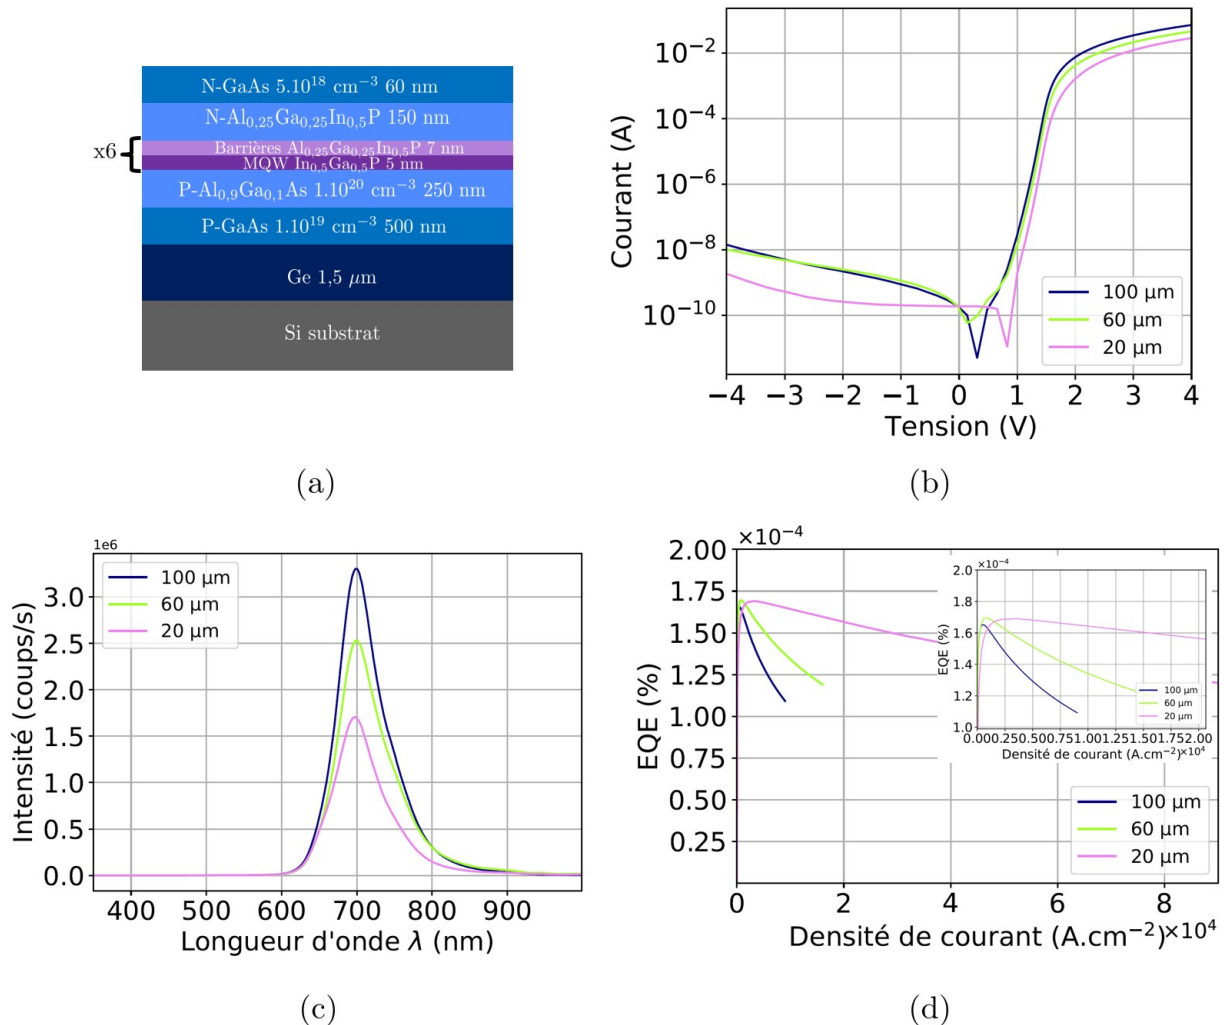 N-GaAs 5.10¹⁸ cm⁻³ 60 nm
N-Al₀,₂₅Ga₀,₂₅In₀,₅P 150 nm
x6
Barrières Al₀,₂₅Ga₀,₂₅In₀,₅P 7 nm
MQW In₀,₅Ga₀,₅P 5 nm
P-Al₀,₉Ga₀,₁As 1.10²⁰ cm⁻³ 250 nm
P-GaAs 1.10¹⁹ cm⁻³ 500 nm
Ge 1,5 μm
Si substrat
(a)
Courant (A)
10⁻²
10⁻⁴
10⁻⁶
10⁻⁸
10⁻¹⁰
100 µm
60 µm
20 µm
−4 −3 −2 −1 0 1 2 3 4
Tension (V)
(b)
1e6
Intensité (coups/s)
3.0
2.5
2.0
1.5
1.0
0.5
0.0
100 µm
60 µm
20 µm
400 500 600 700 800 900
Longueur d'onde λ (nm)
(c)
×10⁻⁴
EQE (%)
2.00
1.75
1.50
1.25
1.00
0.75
0.50
0.25
×10⁻⁴
EQE (%)
2.0
1.8
1.6
1.4
1.2
1.0
100 µm
60 µm
20 µm
0.000 0.250 0.500 0.751 0.001 0.251 0.501 0.752 0.00
Densité de courant (A.cm⁻²)×10⁴
100 µm
60 µm
20 µm
0 2 4 6 8
Densité de courant (A.cm⁻²)×10⁴
(d)